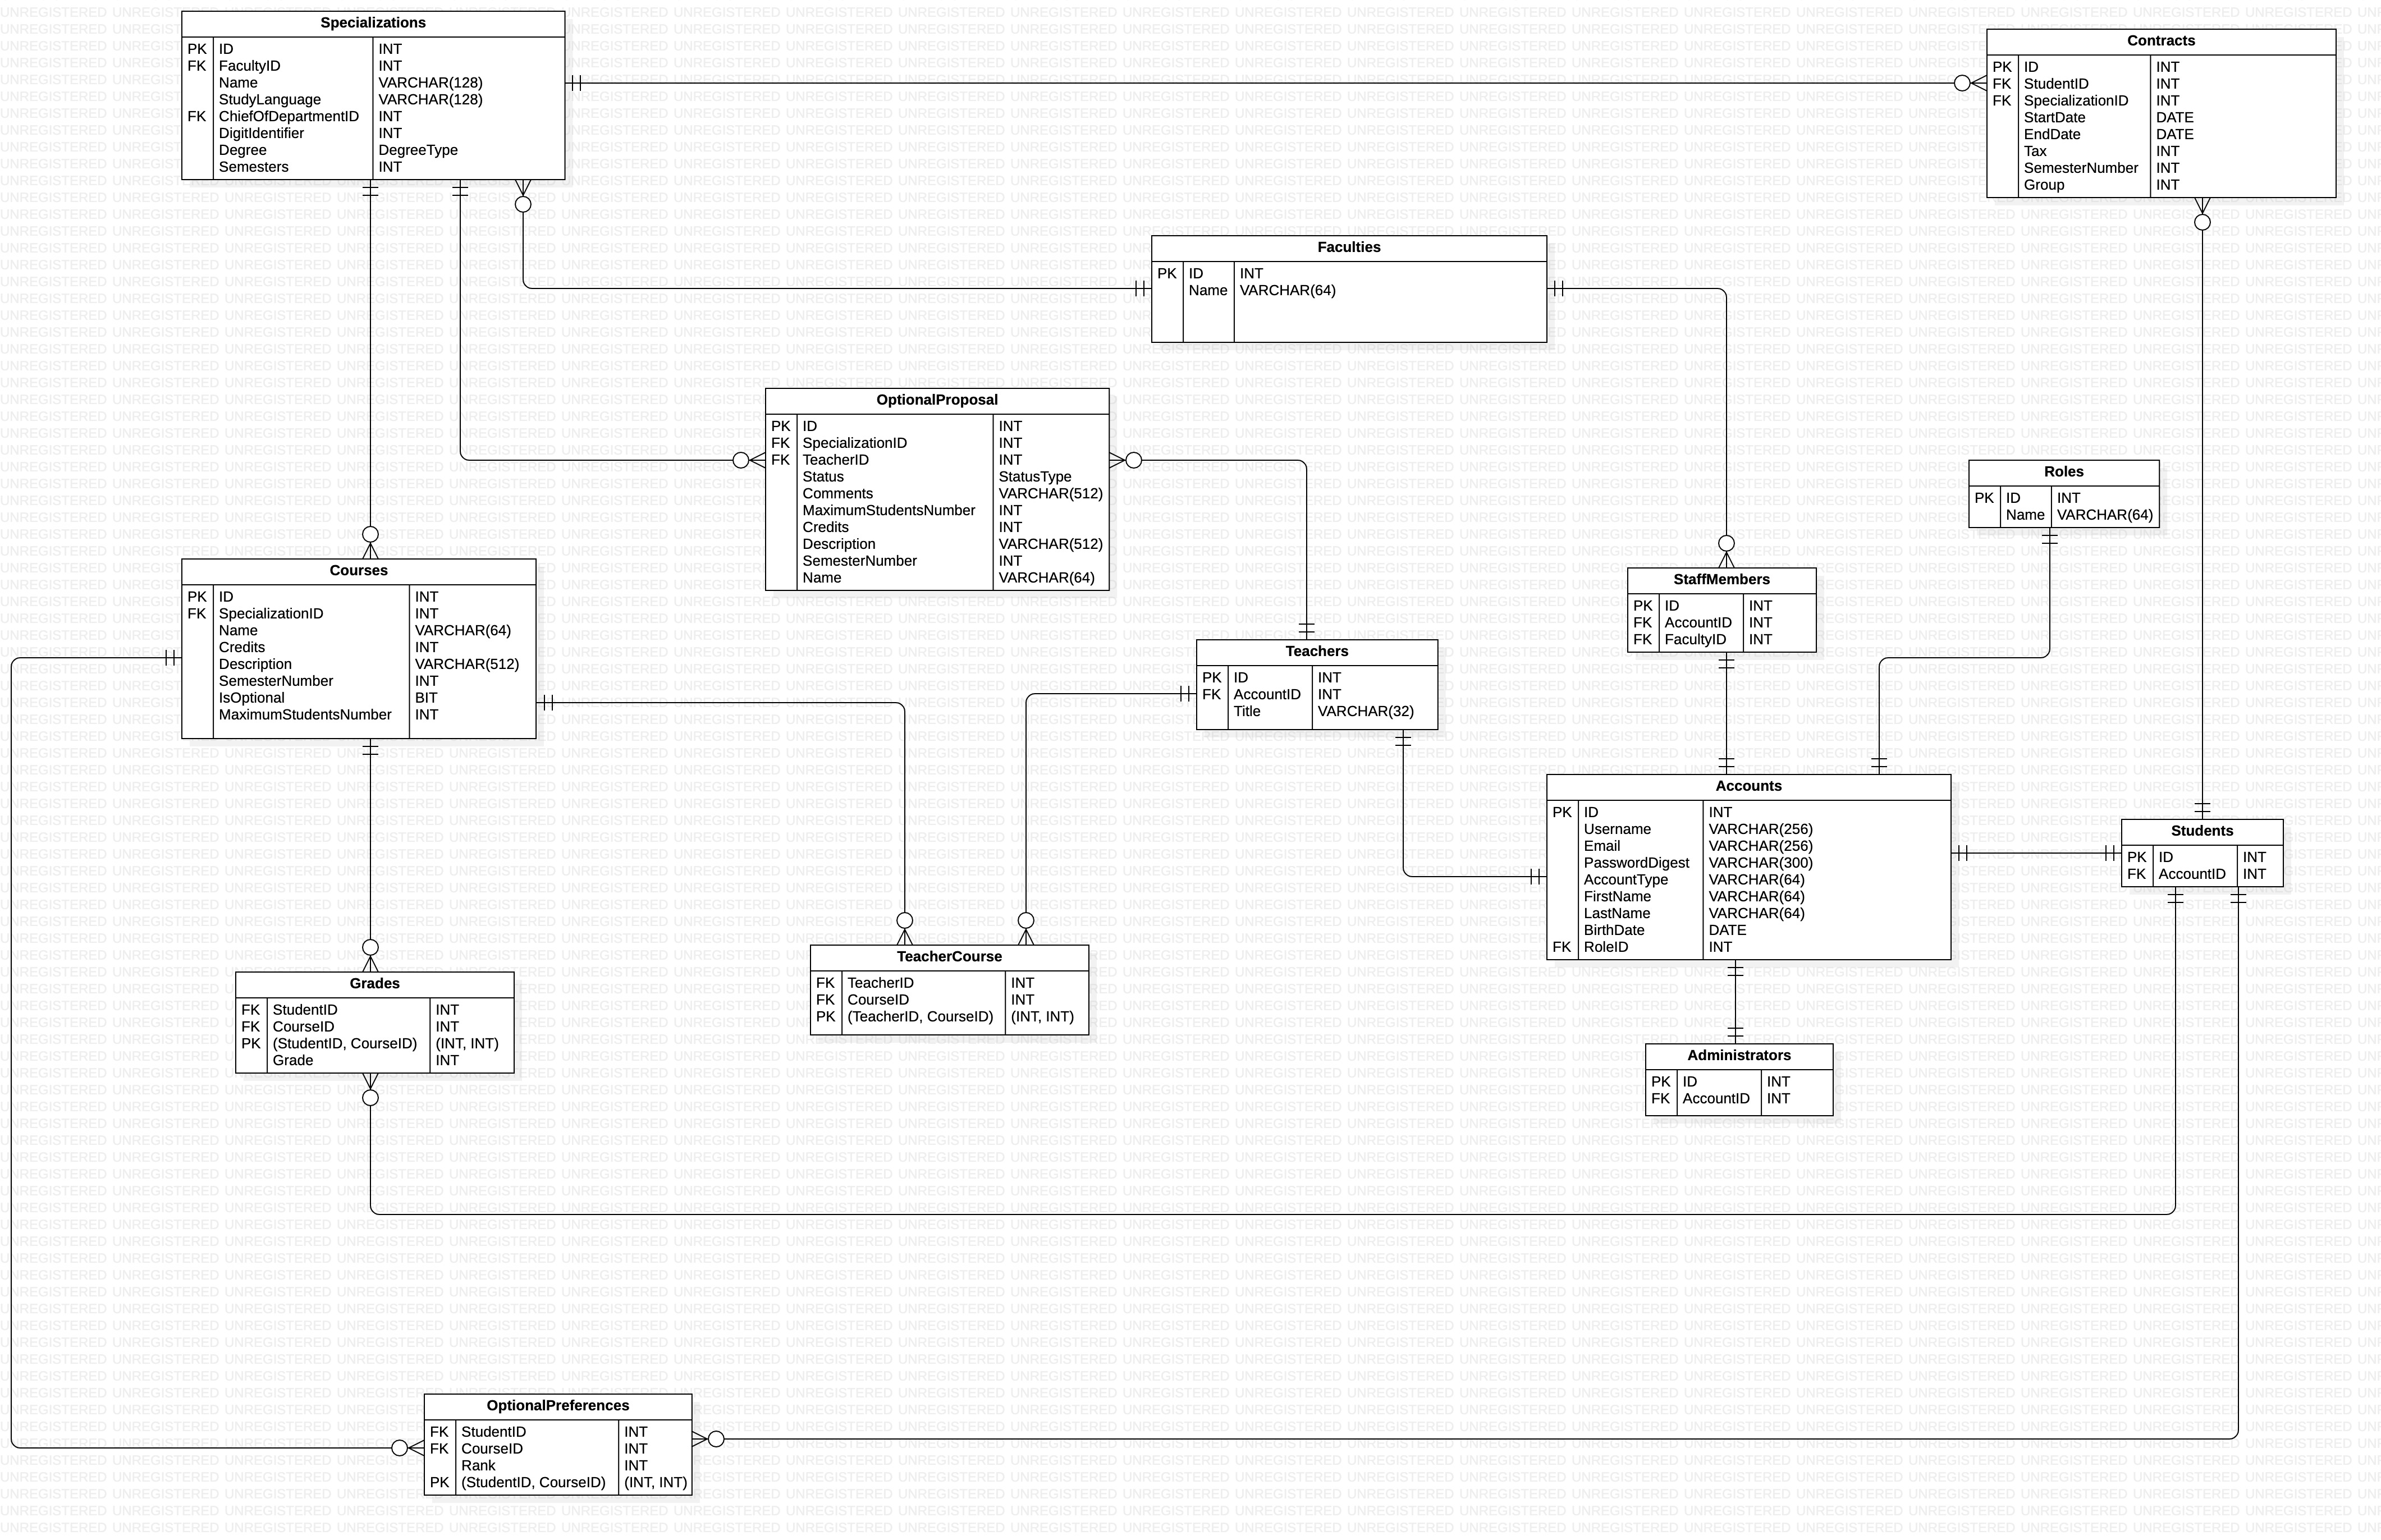 Specializations
PK ID INT
FK FacultyID INT
Name VARCHAR(128)
StudyLanguage VARCHAR(128)
FK ChiefOfDepartmentID INT
DigitIdentifier INT
Degree DegreeType
Semesters INT
Contracts
PK ID INT
FK StudentID INT
FK SpecializationID INT
StartDate DATE
EndDate DATE
Tax INT
SemesterNumber INT
Group INT
Faculties
PK ID INT
Name VARCHAR(64)
OptionalProposal
PK ID INT
FK SpecializationID INT
FK TeacherID INT
Status StatusType
Comments VARCHAR(512)
MaximumStudentsNumber INT
Credits INT
Description VARCHAR(512)
SemesterNumber INT
Name VARCHAR(64)
Roles
PK ID INT
Name VARCHAR(64)
Courses
PK ID INT
FK SpecializationID INT
Name VARCHAR(64)
Credits INT
Description VARCHAR(512)
SemesterNumber INT
IsOptional BIT
MaximumStudentsNumber INT
StaffMembers
PK ID INT
FK AccountID INT
FK FacultyID INT
Teachers
PK ID INT
FK AccountID INT
Title VARCHAR(32)
Accounts
PK ID INT
Username VARCHAR(256)
Email VARCHAR(256)
PasswordDigest VARCHAR(300)
AccountType VARCHAR(64)
FirstName VARCHAR(64)
LastName VARCHAR(64)
BirthDate DATE
FK RoleID INT
Students
PK ID INT
FK AccountID INT
Grades
FK StudentID INT
FK CourseID INT
PK (StudentID, CourseID) (INT, INT)
Grade INT
TeacherCourse
FK TeacherID INT
FK CourseID INT
PK (TeacherID, CourseID) (INT, INT)
Administrators
PK ID INT
FK AccountID INT
OptionalPreferences
FK StudentID INT
FK CourseID INT
Rank INT
PK (StudentID, CourseID) (INT, INT)
UNREGISTERED